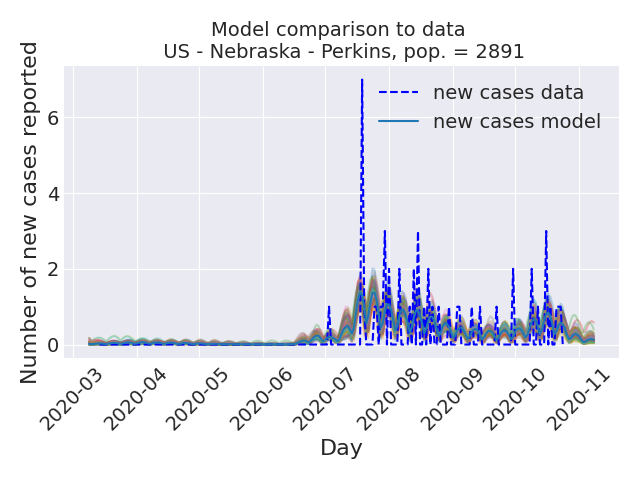 Model comparison to data
US - Nebraska - Perkins, pop. = 2891
Number of new cases reported
new cases data
new cases model
6
4
2
0
2020-03
2020-04
2020-05
2020-06
2020-07
2020-08
2020-09
2020-10
2020-11
Day